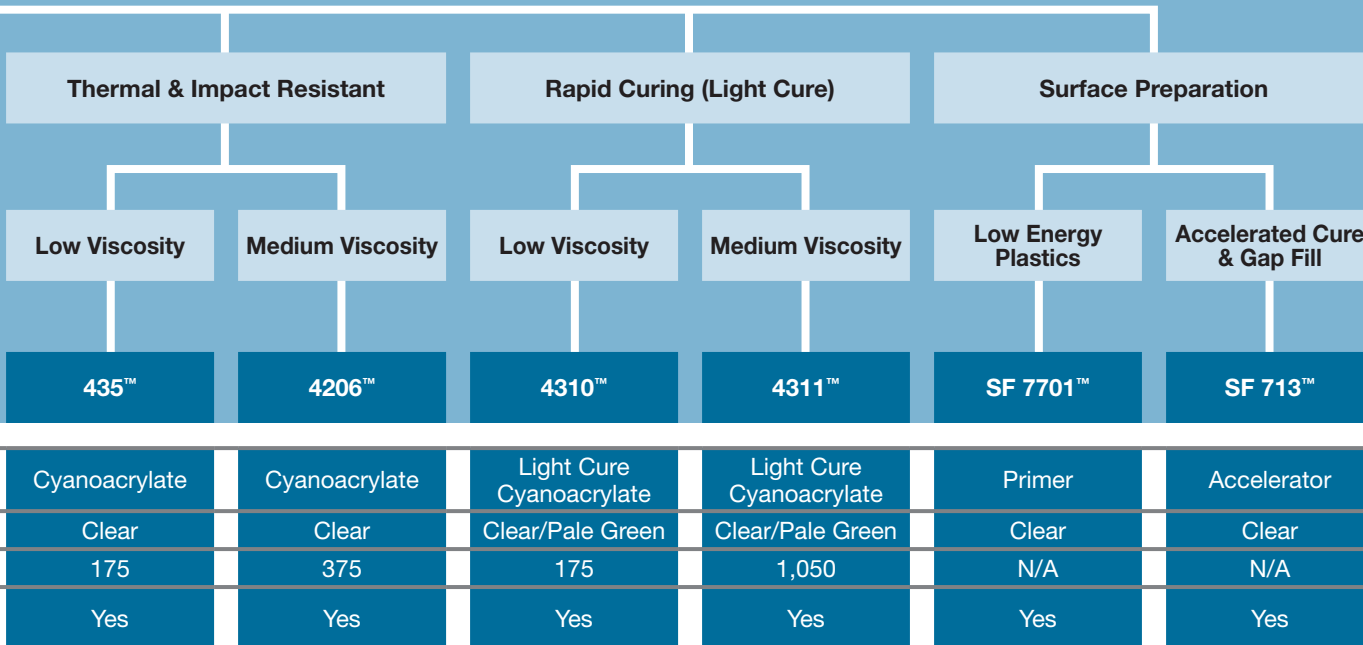 Thermal & Impact Resistant
Rapid Curing (Light Cure)
Surface Preparation
Low Viscosity
Medium Viscosity
Low Viscosity
Medium Viscosity
Low Energy
Plastics
Accelerated Cure
& Gap Fill
435™
4206™
4310™
4311™
SF 7701™
SF 713™
Cyanoacrylate
Cyanoacrylate
Light Cure
Cyanoacrylate
Light Cure
Cyanoacrylate
Primer
Accelerator
Clear
Clear
Clear/Pale Green
Clear/Pale Green
Clear
Clear
175
375
175
1,050
N/A
N/A
Yes
Yes
Yes
Yes
Yes
Yes